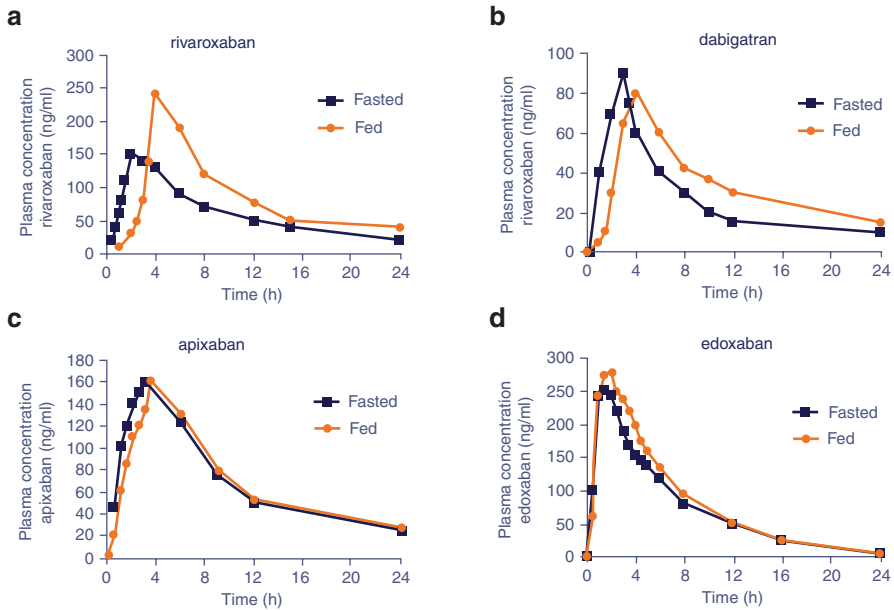 a
rivaroxaban
Plasma concentration
rivaroxaban (ng/ml)
300
250
200
150
100
50
0
0 4 8 12 16 20 24
Time (h)
Fasted
Fed
b
dabigatran
Plasma concentration
rivaroxaban (ng/ml)
100
80
60
40
20
0
0 4 8 12 16 20 24
Time (h)
Fasted
Fed
c
apixaban
Plasma concentration
apixaban (ng/ml)
180
160
140
120
100
80
60
40
20
0
0 4 8 12 16 20 24
Time (h)
Fasted
Fed
d
edoxaban
Plasma concentration
edoxaban (ng/ml)
300
250
200
150
100
50
0
0 4 8 12 16 20 24
Time (h)
Fasted
Fed